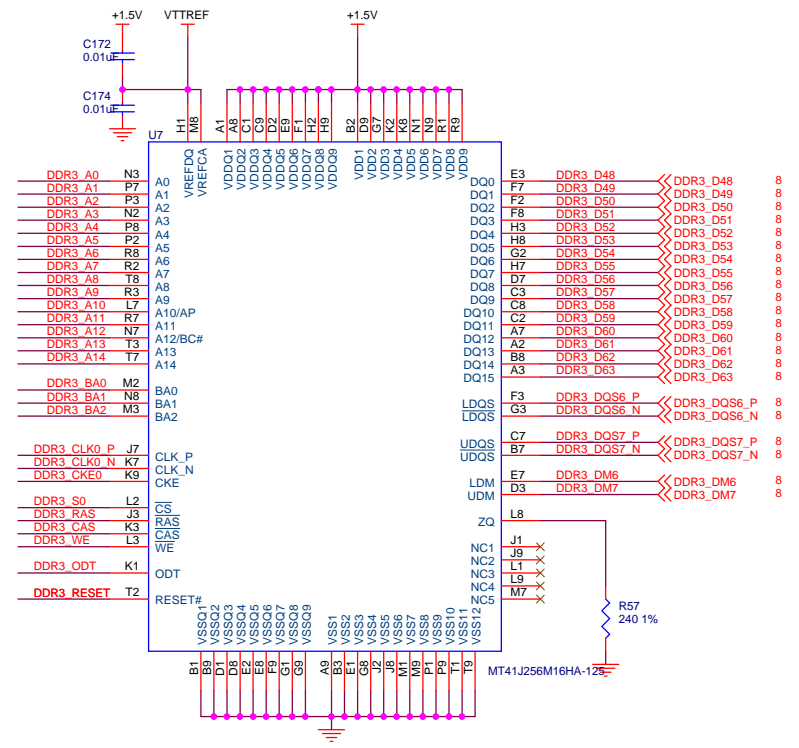 +1.5V VTTREF +1.5V
C172
0.01uF
C174
0.01uF
U7
H1 M8 A1 A8 C1 C9 D2 E9 F1 H2 H9 B2 D9 G7 K2 K8 N1 N9 R1 R9
VREFDQ VREFCA VDDQ1 VDDQ2 VDDQ3 VDDQ4 VDDQ5 VDDQ6 VDDQ7 VDDQ8 VDDQ9 VDD1 VDD2 VDD3 VDD4 VDD5 VDD6 VDD7 VDD8 VDD9
DDR3_A0 N3 A0
DDR3_A1 P7 A1
DDR3_A2 P3 A2
DDR3_A3 N2 A3
DDR3_A4 P8 A4
DDR3_A5 P2 A5
DDR3_A6 R8 A6
DDR3_A7 R2 A7
DDR3_A8 T8 A8
DDR3_A9 R3 A9
DDR3_A10 L7 A10/AP
DDR3_A11 R7 A11
DDR3_A12 N7 A12/BC#
DDR3_A13 T3 A13
DDR3_A14 T7 A14
DDR3_BA0 M2 BA0
DDR3_BA1 N8 BA1
DDR3_BA2 M3 BA2
DDR3_CLK0_P J7 CLK_P
DDR3_CLK0_N K7 CLK_N
DDR3_CKE0 K9 CKE
DDR3_S0 L2 CS
DDR3_RAS J3 RAS
DDR3_CAS K3 CAS
DDR3_WE L3 WE
DDR3_ODT K1 ODT
DDR3_RESET T2 RESET#
DQ0 E3 DDR3_D48 DDR3_D48 8
DQ1 F7 DDR3_D49 DDR3_D49 8
DQ2 F2 DDR3_D50 DDR3_D50 8
DQ3 F8 DDR3_D51 DDR3_D51 8
DQ4 H3 DDR3_D52 DDR3_D52 8
DQ5 H8 DDR3_D53 DDR3_D53 8
DQ6 G2 DDR3_D54 DDR3_D54 8
DQ7 H7 DDR3_D55 DDR3_D55 8
DQ8 D7 DDR3_D56 DDR3_D56 8
DQ9 C3 DDR3_D57 DDR3_D57 8
DQ10 C8 DDR3_D58 DDR3_D58 8
DQ11 C2 DDR3_D59 DDR3_D59 8
DQ12 A7 DDR3_D60 DDR3_D60 8
DQ13 A2 DDR3_D61 DDR3_D61 8
DQ14 B8 DDR3_D62 DDR3_D62 8
DQ15 A3 DDR3_D63 DDR3_D63 8
LDQS F3 DDR3_DQS6_P DDR3_DQS6_P 8
LDQS G3 DDR3_DQS6_N DDR3_DQS6_N 8
UDQS C7 DDR3_DQS7_P DDR3_DQS7_P 8
UDQS B7 DDR3_DQS7_N DDR3_DQS7_N 8
LDM E7 DDR3_DM6 DDR3_DM6 8
UDM D3 DDR3_DM7 DDR3_DM7 8
ZQ L8
NC1 J1
NC2 J9
NC3 L1
NC4 L9
NC5 M7
R57
240 1%
VSSQ1 VSSQ2 VSSQ3 VSSQ4 VSSQ5 VSSQ6 VSSQ7 VSSQ8 VSSQ9 VSS1 VSS2 VSS3 VSS4 VSS5 VSS6 VSS7 VSS8 VSS9 VSS10 VSS11 VSS12
B1 B9 D1 D8 E2 E8 F9 G1 G9 A9 B3 E1 G8 J2 J8 M1 M9 P1 P9 T1 T9
MT41J256M16HA-125